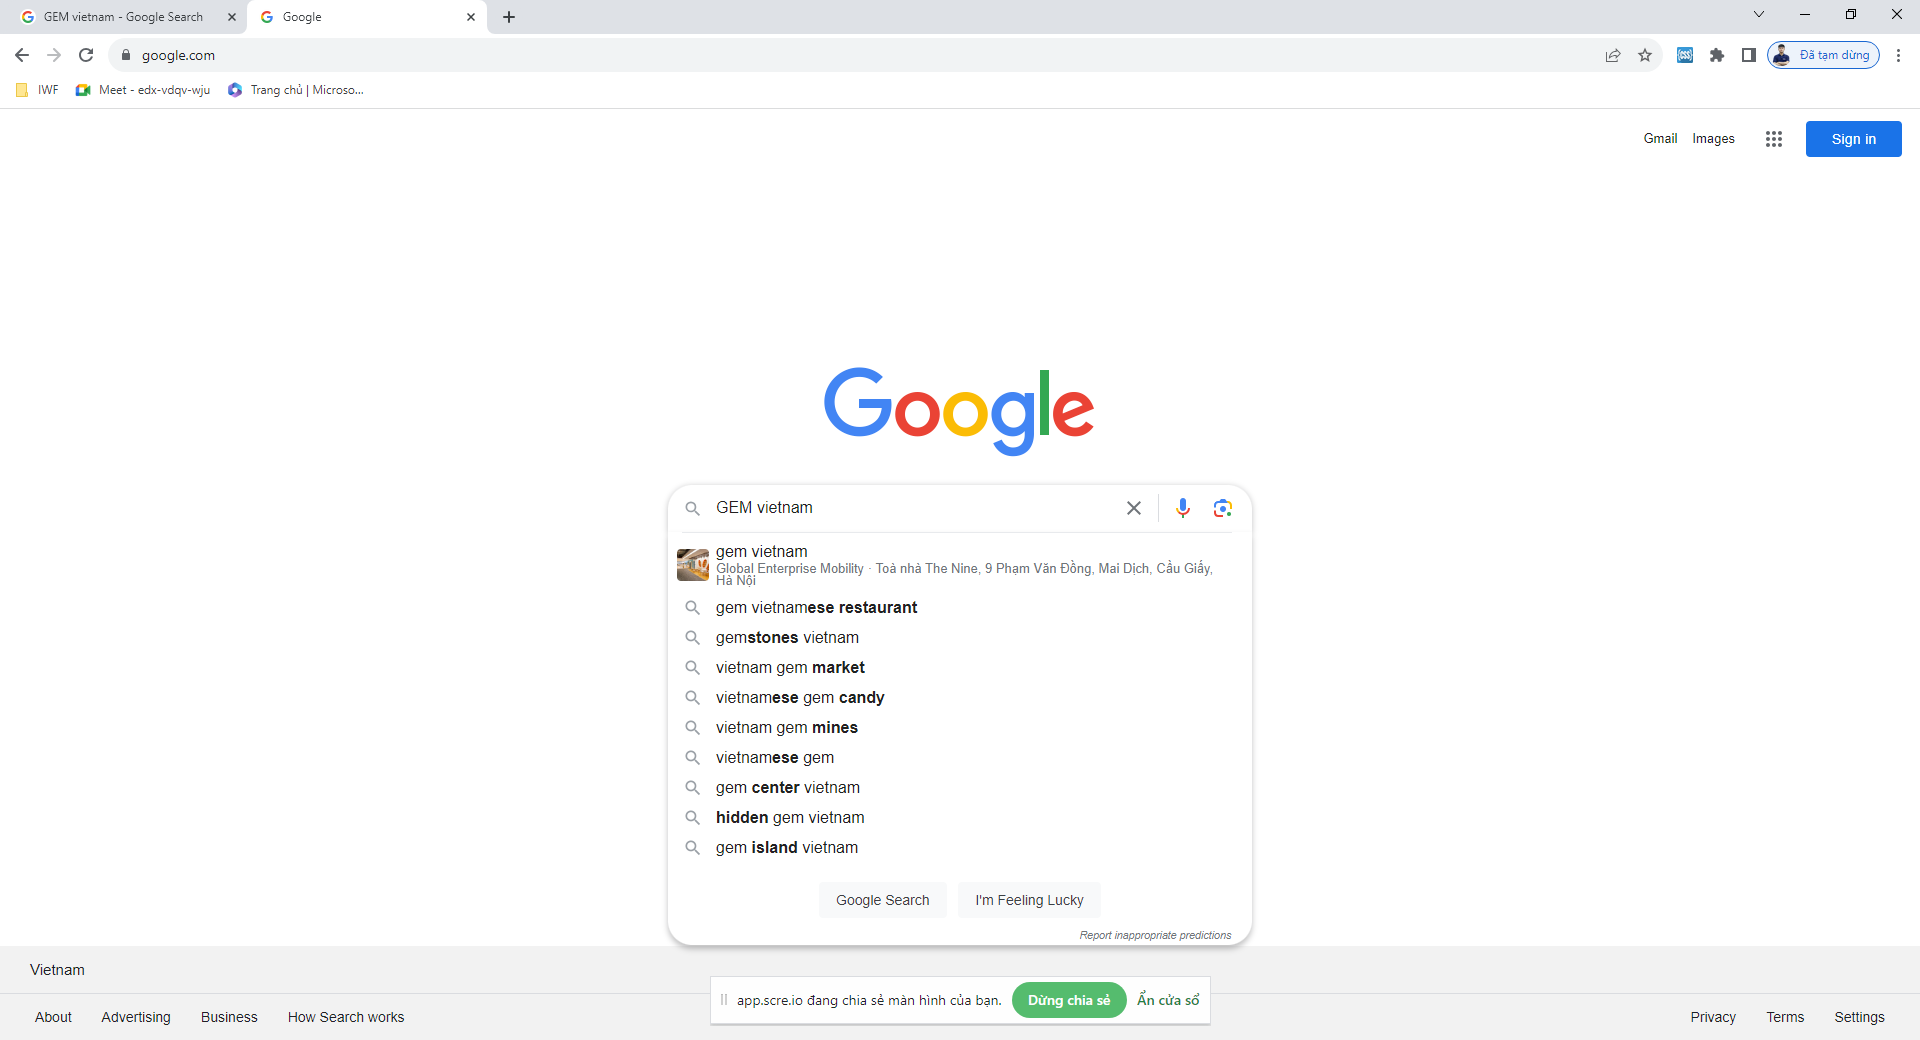 GEM vietnam - Google Search
Google
google.com
Đã tạm dừng
IWF
Meet - edx-vdqv-wju
Trang chủ | Microso...
Gmail
Images
Sign in
Google
GEM vietnam
gem vietnam
Global Enterprise Mobility · Toà nhà The Nine, 9 Phạm Văn Đồng, Mai Dịch, Cầu Giấy,
Hà Nội
gem vietnamese restaurant
gemstones vietnam
vietnam gem market
vietnamese gem candy
vietnam gem mines
vietnamese gem
gem center vietnam
hidden gem vietnam
gem island vietnam
Google Search
I'm Feeling Lucky
Report inappropriate predictions
Vietnam
app.scre.io đang chia sẻ màn hình của bạn.
Dừng chia sẻ
Ẩn cửa sổ
About
Advertising
Business
How Search works
Privacy
Terms
Settings